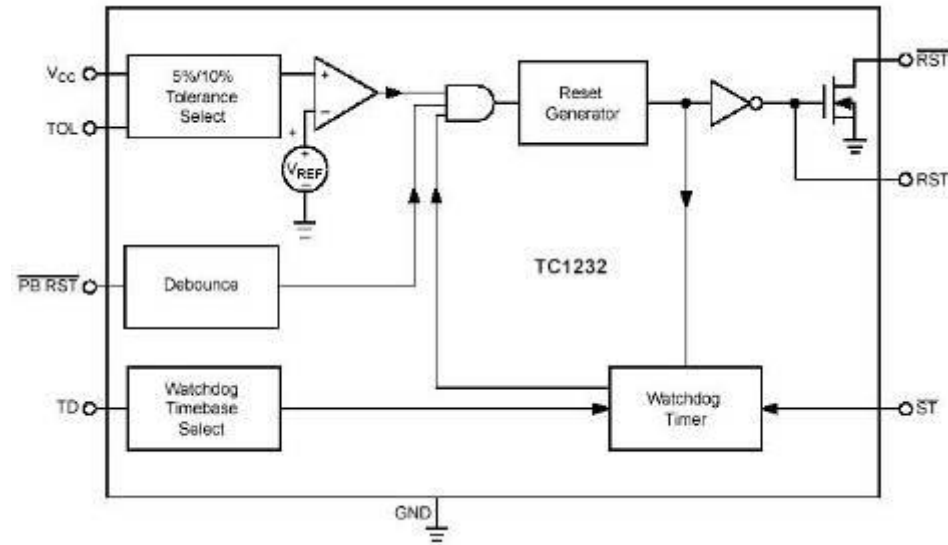 VCC
5%/10%
Tolerance
Select
TOL
+
−
+
+
VREF
−
Reset
Generator
RST
RST
PB RST
Debounce
TC1232
TD
Watchdog
Timebase
Select
Watchdog
Timer
ST
GND